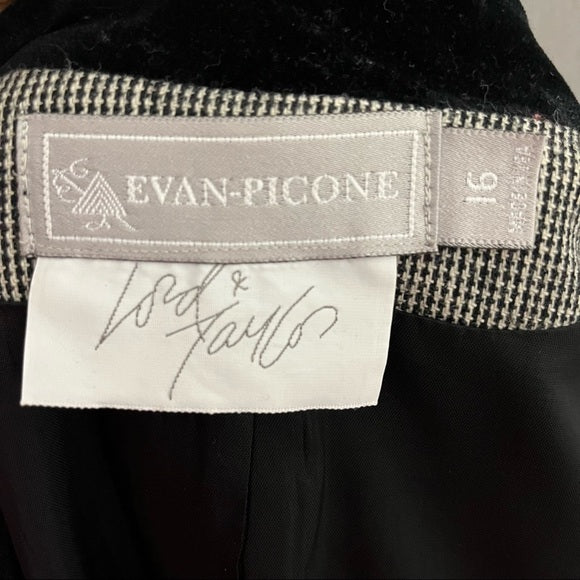 EVAN-PICONE
16
MADE IN USA
Lord &
Taylor